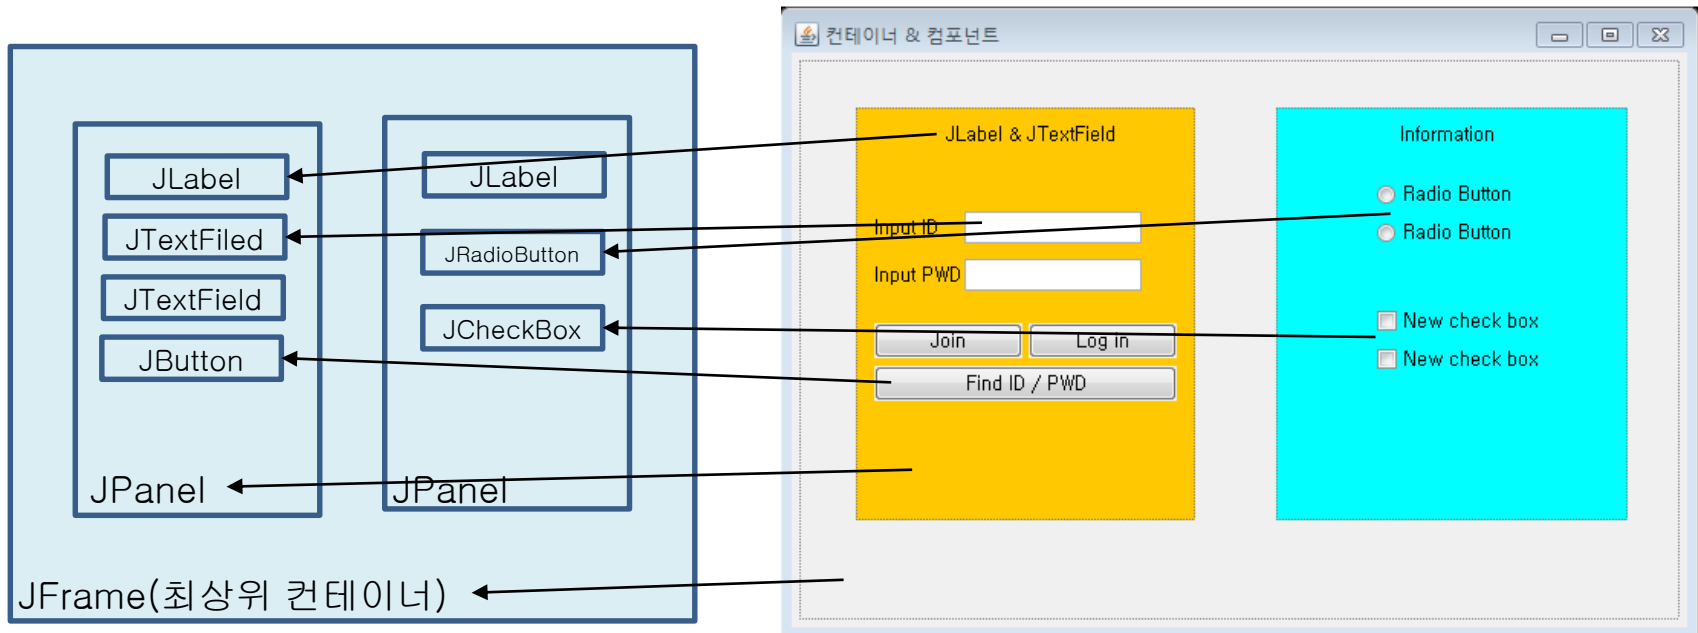 JLabel
JTextFiled
JTextField
JButton
JPanel
JLabel
JRadioButton
JCheckBox
JPanel
JFrame(최상위 컨테이너)
컨테이너 & 컴포넌트
JLabel & JTextField
Input ID
Input PWD
Join
Log in
Find ID / PWD
Information
Radio Button
Radio Button
New check box
New check box